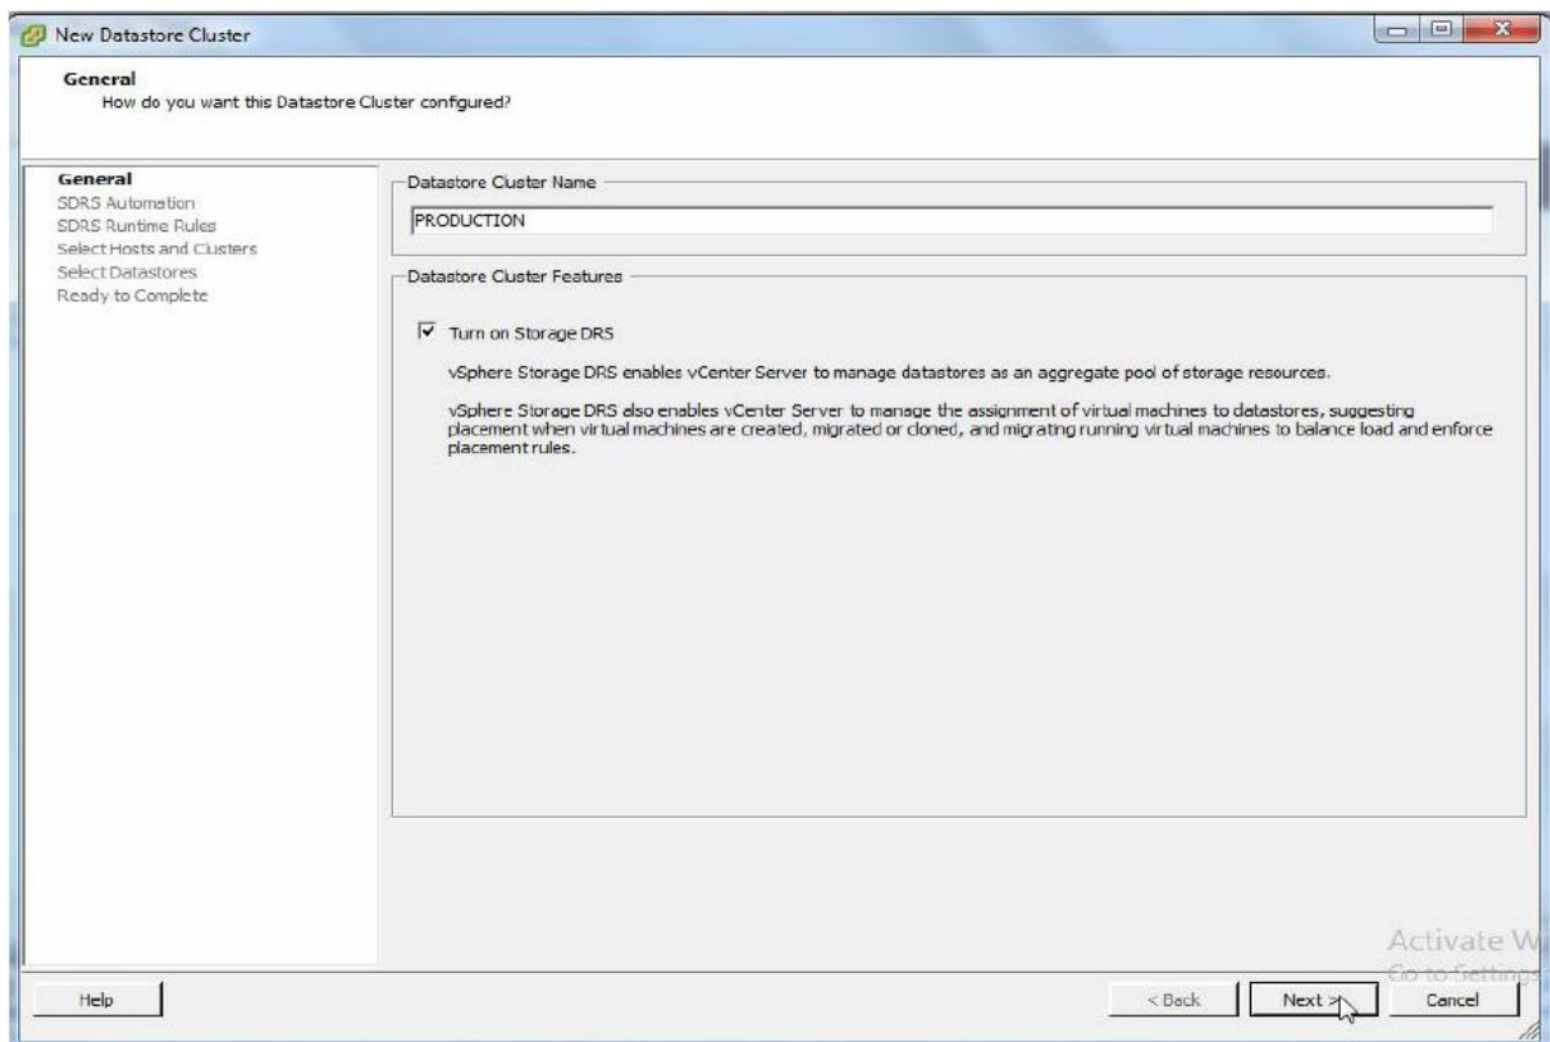 New Datastore Cluster
General
How do you want this Datastore Cluster configured?
General
SDRS Automation
SDRS Runtime Rules
Select Hosts and Clusters
Select Datastores
Ready to Complete
Datastore Cluster Name
PRODUCTION
Datastore Cluster Features
Turn on Storage DRS
vSphere Storage DRS enables vCenter Server to manage datastores as an aggregate pool of storage resources.
vSphere Storage DRS also enables vCenter Server to manage the assignment of virtual machines to datastores, suggesting
placement when virtual machines are created, migrated or cloned, and migrating running virtual machines to balance load and enforce
placement rules.
Activate W
Go to Settings
Help
< Back
Next >
Cancel